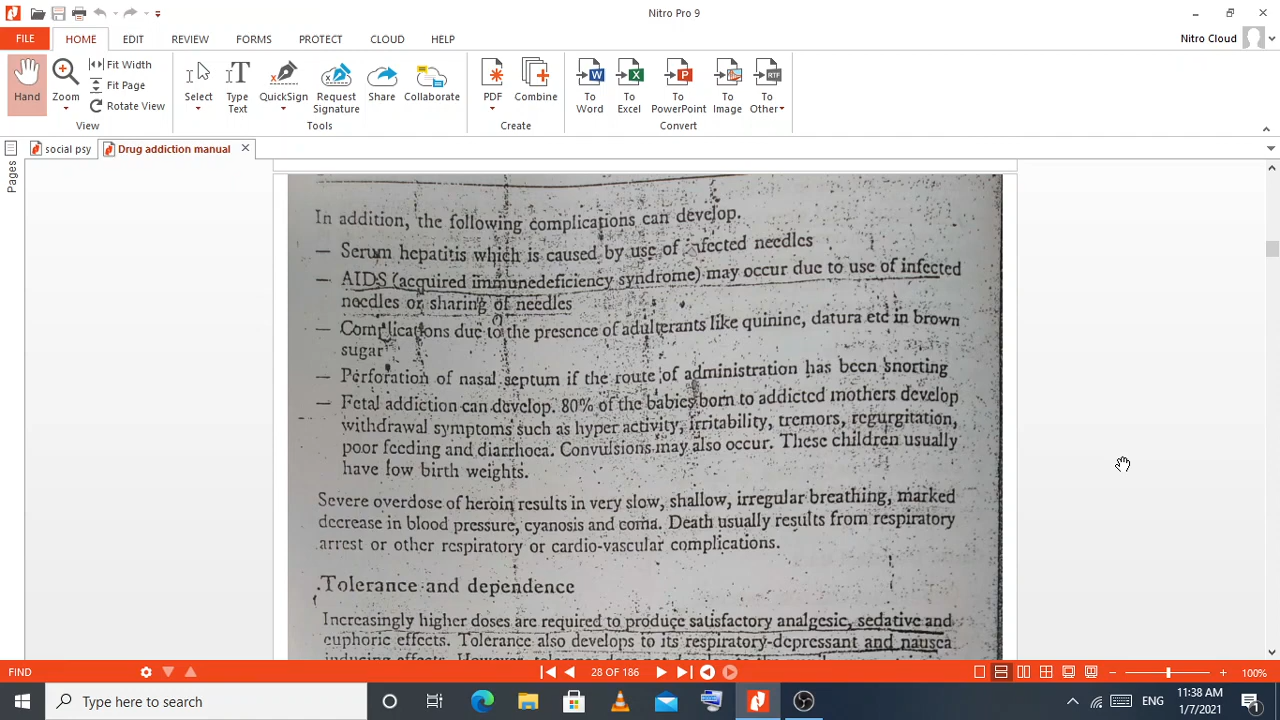 Nitro Pro 9
FILE HOME EDIT REVIEW FORMS PROTECT CLOUD HELP
Nitro Cloud
Hand Zoom Fit Width Fit Page Rotate View
View
Select Type Text QuickSign Request Signature Share Collaborate
Tools
PDF Combine
Create
To Word To Excel To PowerPoint To Image To Other
Convert
social psy Drug addiction manual
Pages
In addition, the following complications can develop.
— Serum hepatitis which is caused by use of infected needles
— AIDS (acquired immunedeficiency syndrome) may occur due to use of infected
needles or sharing of needles
— Complications due to the presence of adulterants like quinine, datura etc in brown
sugar
— Perforation of nasal septum if the route of administration has been snorting
— Fetal addiction can develop. 80% of the babies born to addicted mothers develop
withdrawal symptoms such as hyper activity, irritability, tremors, regurgitation,
poor feeding and diarrhoea. Convulsions may also occur. These children usually
have low birth weights.
Severe overdose of heroin results in very slow, shallow, irregular breathing, marked
decrease in blood pressure, cyanosis and coma. Death usually results from respiratory
arrest or other respiratory or cardio-vascular complications.
Tolerance and dependence
Increasingly higher doses are required to produce satisfactory analgesic, sedative and
euphoric effects. Tolerance also develops to its respiratory-depressant and nausea
FIND
28 OF 186
100%
Type here to search
ENG
11:38 AM
1/7/2021
1